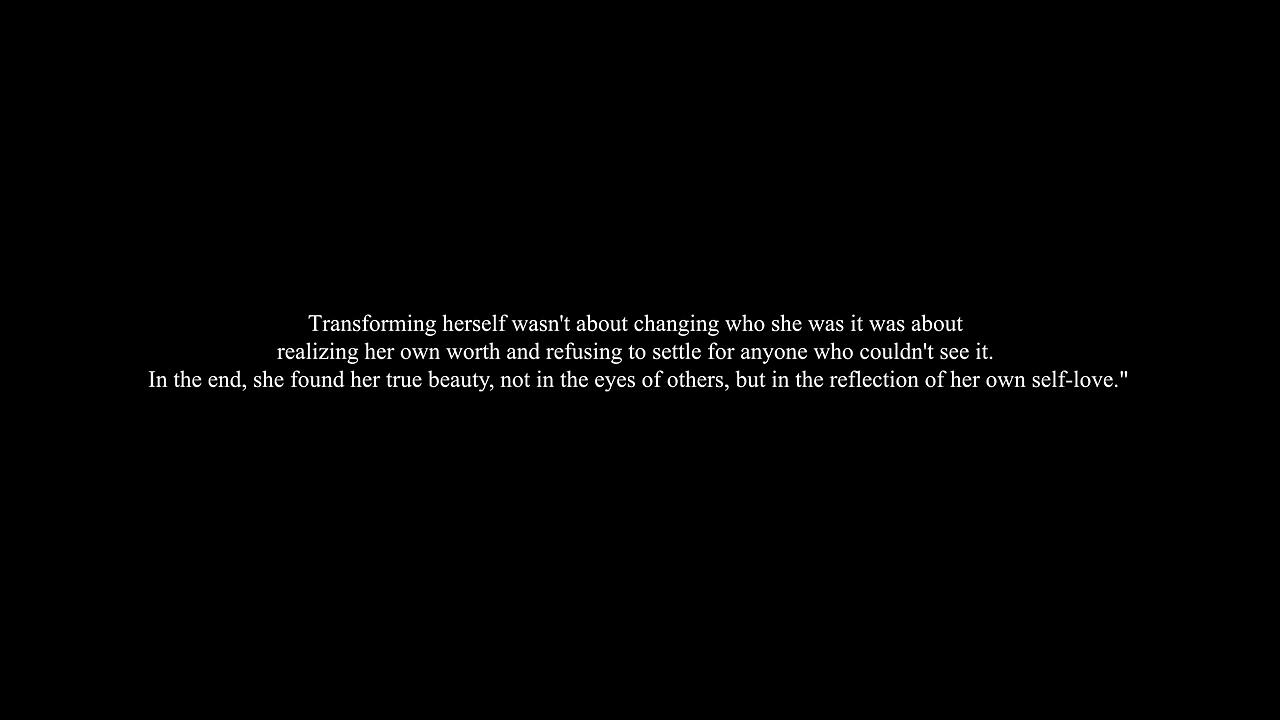 Transforming herself wasn't about changing who she was it was about
realizing her own worth and refusing to settle for anyone who couldn't see it.
In the end, she found her true beauty, not in the eyes of others, but in the reflection of her own self-love."